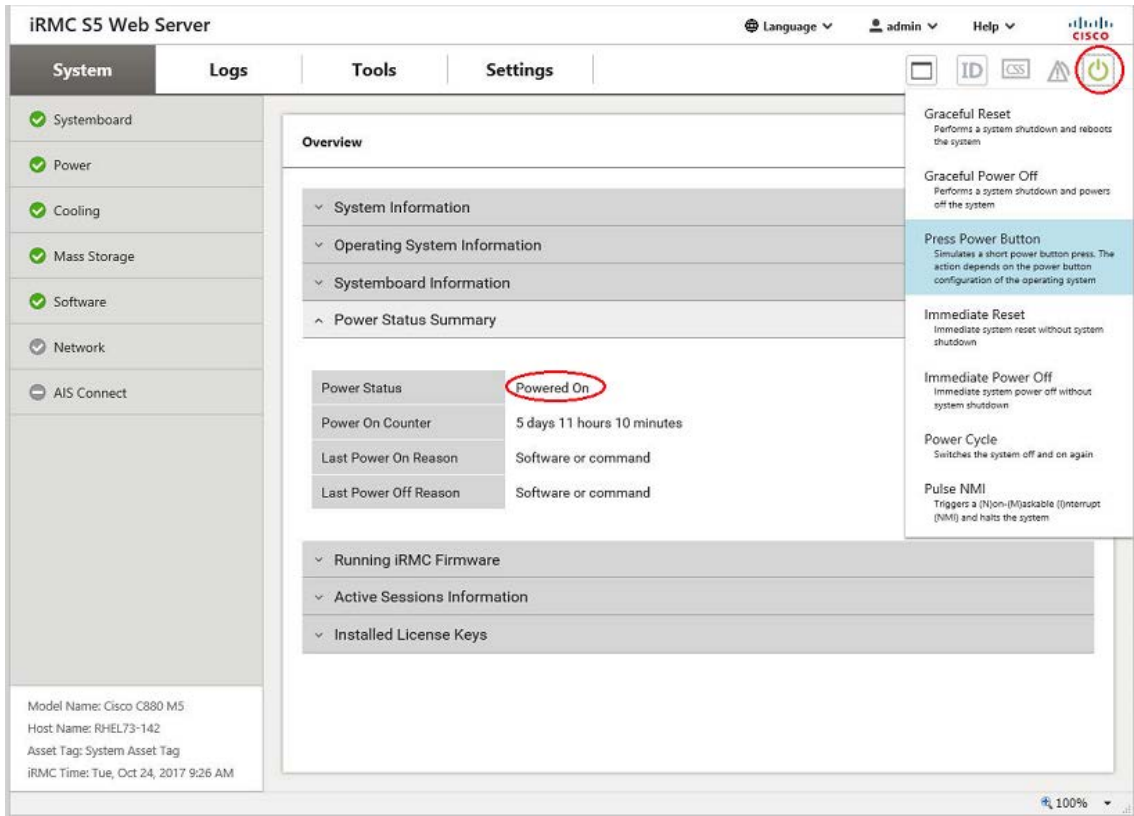 iRMC S5 Web Server
Language
admin
Help
CISCO
System
Logs
Tools
Settings
ID
CSS
Systemboard
Power
Cooling
Mass Storage
Software
Network
AIS Connect
Model Name: Cisco C880 M5
Host Name: RHEL73-142
Asset Tag: System Asset Tag
iRMC Time: Tue, Oct 24, 2017 9:26 AM
Overview
System Information
Operating System Information
Systemboard Information
Power Status Summary
Power Status Powered On
Power On Counter 5 days 11 hours 10 minutes
Last Power On Reason Software or command
Last Power Off Reason Software or command
Running iRMC Firmware
Active Sessions Information
Installed License Keys
Graceful Reset
Performs a system shutdown and reboots
the system
Graceful Power Off
Performs a system shutdown and powers
off the system
Press Power Button
Simulates a short power button press. The
action depends on the power button
configuration of the operating system
Immediate Reset
Immediate system reset without system
shutdown
Immediate Power Off
Immediate system power off without
system shutdown
Power Cycle
Switches the system off and on again
Pulse NMI
Triggers a (N)on-(M)askable (I)nterrupt
(NMI) and halts the system
100%